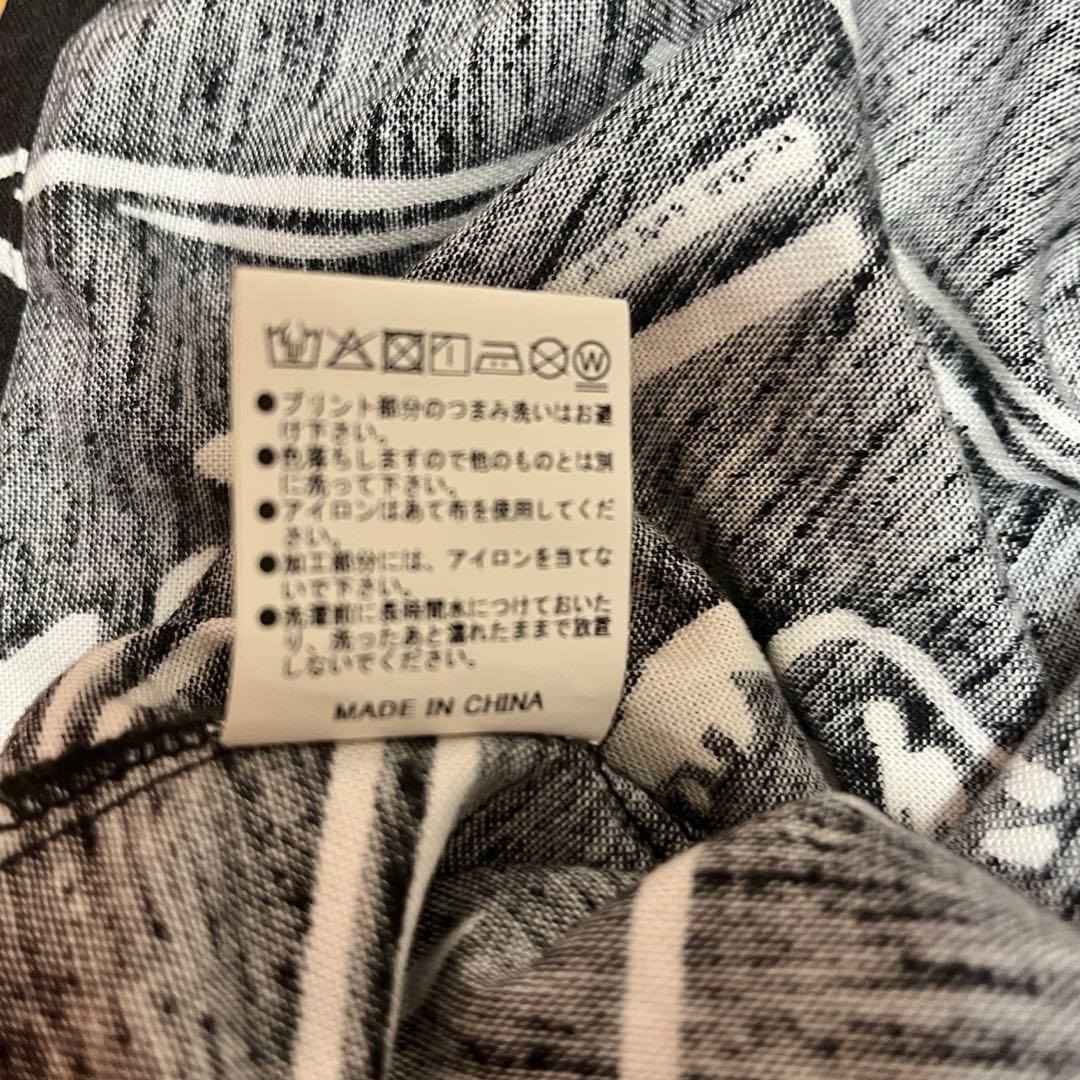 W
●プリント部分のつまみ洗いはお避
け下さい。
●色落ちしますので他のものとは別
に洗って下さい。
●アイロンはあて布を使用してくだ
さい。
●加工部分には、アイロンを当てな
いで下さい。
●洗濯前に長時間水につけておいた
り、洗ったあと濡れたままで放置
しないでください。
MADE IN CHINA